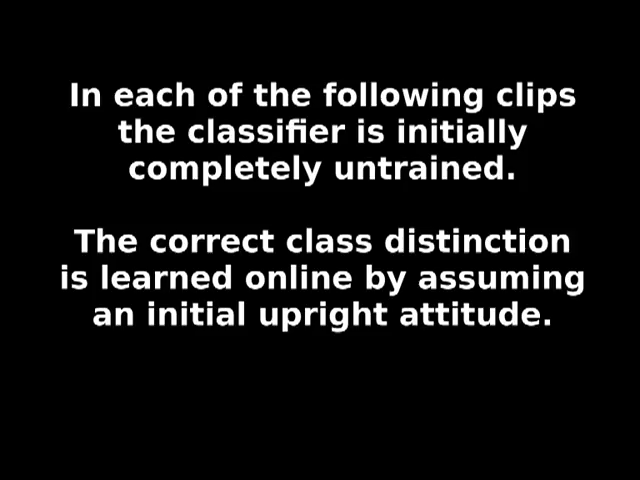 In each of the following clips
the classifier is initially
completely untrained.
The correct class distinction
is learned online by assuming
an initial upright attitude.